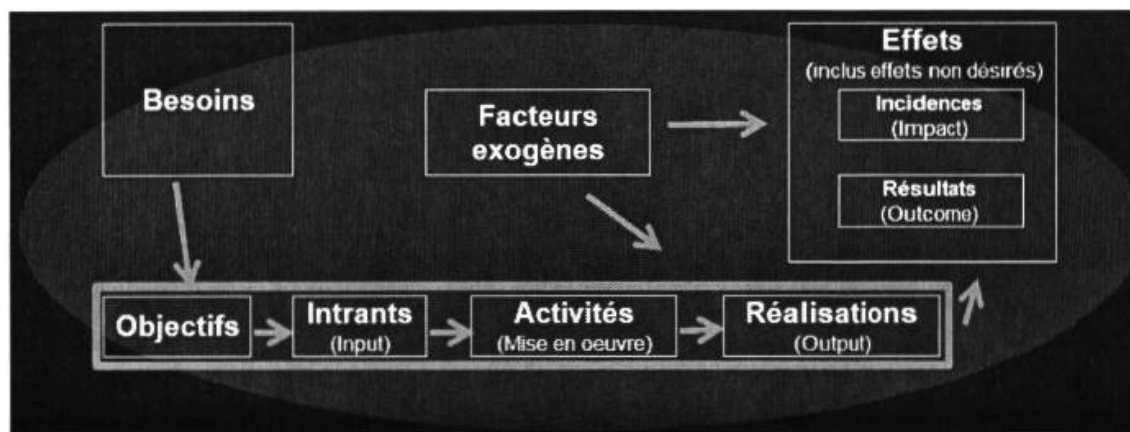 Besoins
Facteurs
exogènes
Effets
(inclus effets non désirés)
Incidences
(Impact)
Résultats
(Outcome)
Objectifs
Intrants
(Input)
Activités
(Mise en oeuvre)
Réalisations
(Output)